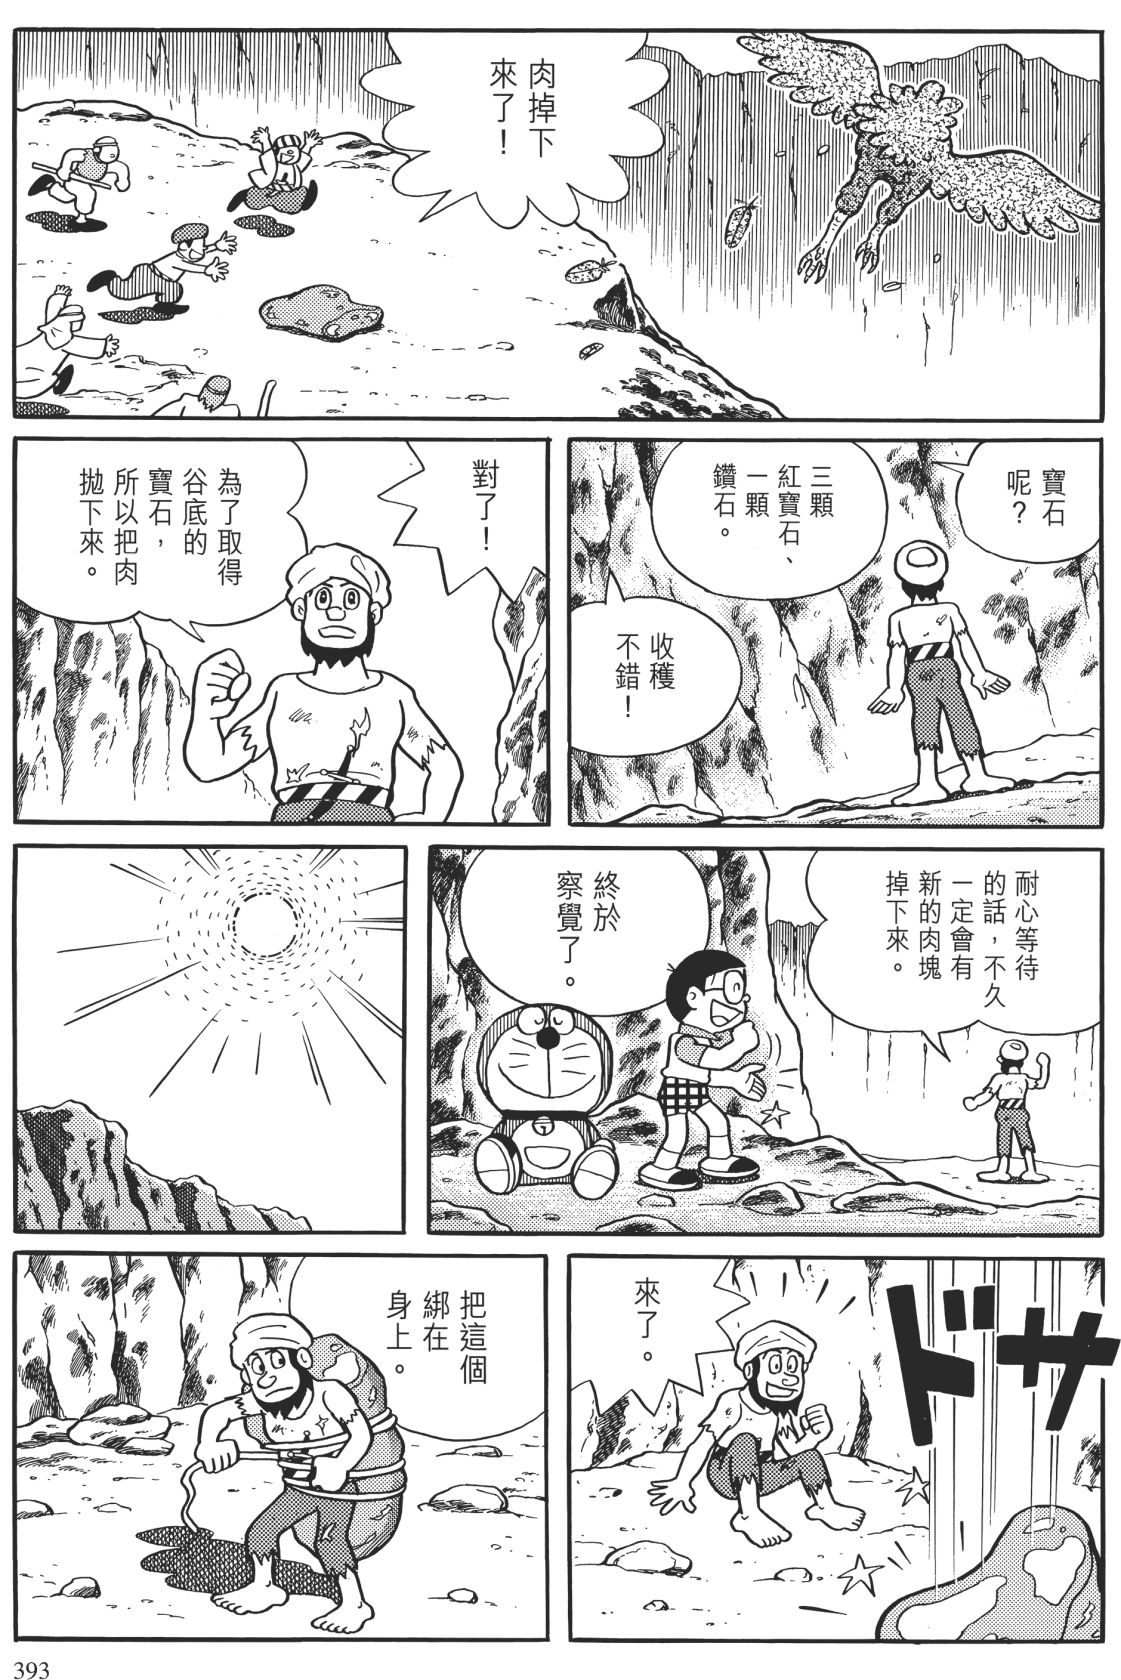 肉掉下
來了！
寶石
呢？
三顆
紅寶石、
一顆
鑽石。
收穫
不錯！
對了！
為了取得
谷底的
寶石，
所以把肉
拋下來。
耐心等待
的話，不久
一定會有
新的肉塊
掉下來。
終於
察覺了。
ドサ
來了。
把這個
綁在
身上。
393